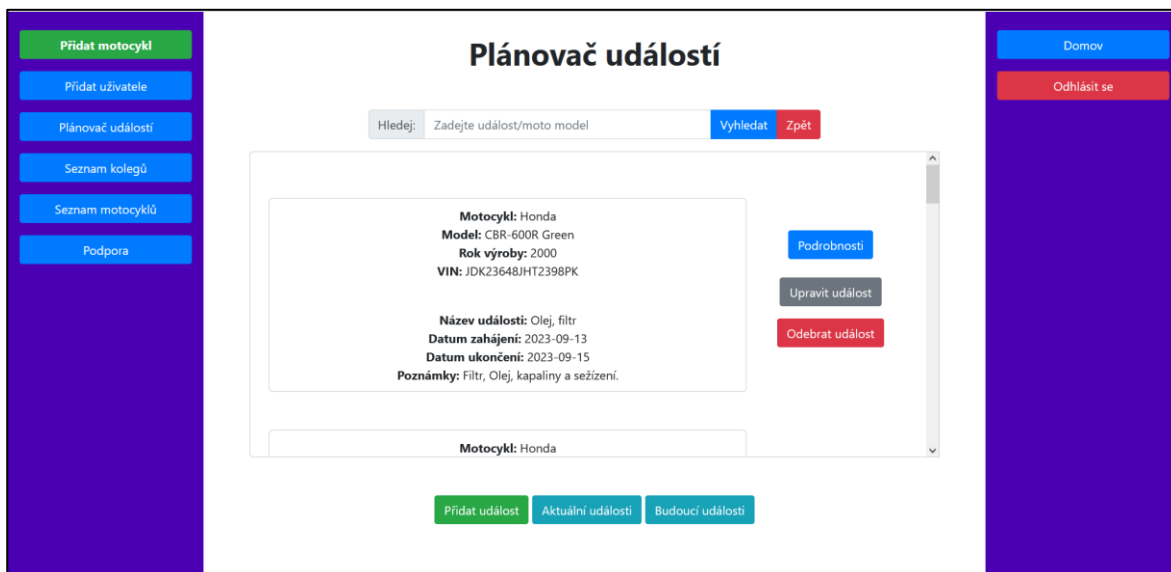 Přidat motocykl
Přidat uživatele
Plánovač událostí
Seznam kolegů
Seznam motocyklů
Podpora
Plánovač událostí
Hledej: Zadejte událost/moto model Vyhledat Zpět
Motocykl: Honda
Model: CBR-600R Green
Rok výroby: 2000
VIN: JDK23648JHT2398PK
Název události: Olej, filtr
Datum zahájení: 2023-09-13
Datum ukončení: 2023-09-15
Poznámky: Filtr, Olej, kapaliny a sežízení.
Podrobnosti
Upravit událost
Odebrat událost
Motocykl: Honda
Přidat událost Aktuální události Budoucí události
Domov
Odhlásit se